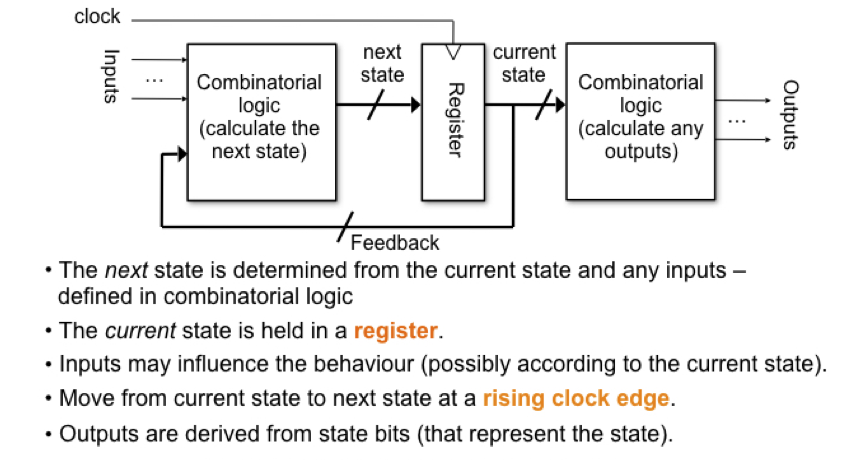 clock
Inputs
...
Combinatorial
logic
(calculate the
next state)
next
state
Register
current
state
Combinatorial
logic
(calculate any
outputs)
...
Outputs
Feedback
• The next state is determined from the current state and any inputs –
defined in combinatorial logic
• The current state is held in a register.
• Inputs may influence the behaviour (possibly according to the current state).
• Move from current state to next state at a rising clock edge.
• Outputs are derived from state bits (that represent the state).